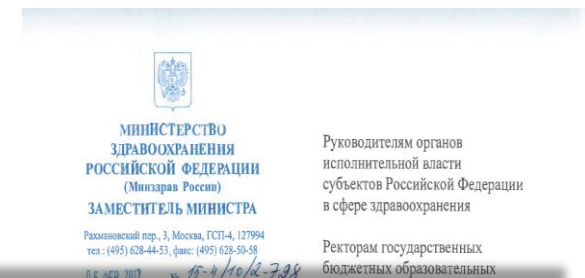 МИНИСТЕРСТВО
ЗДРАВООХРАНЕНИЯ
РОССИЙСКОЙ ФЕДЕРАЦИИ
(Минздрав России)
ЗАМЕСТИТЕЛЬ МИНИСТРА
Рахмановский пер., 3, Москва, ГСП-4, 127994
тел.: (495) 628-44-53, факс: (495) 628-50-58
№ 15-4/10/2-798
Руководителям органов
исполнительной власти
субъектов Российской Федерации
в сфере здравоохранения
Ректорам государственных
бюджетных образовательных